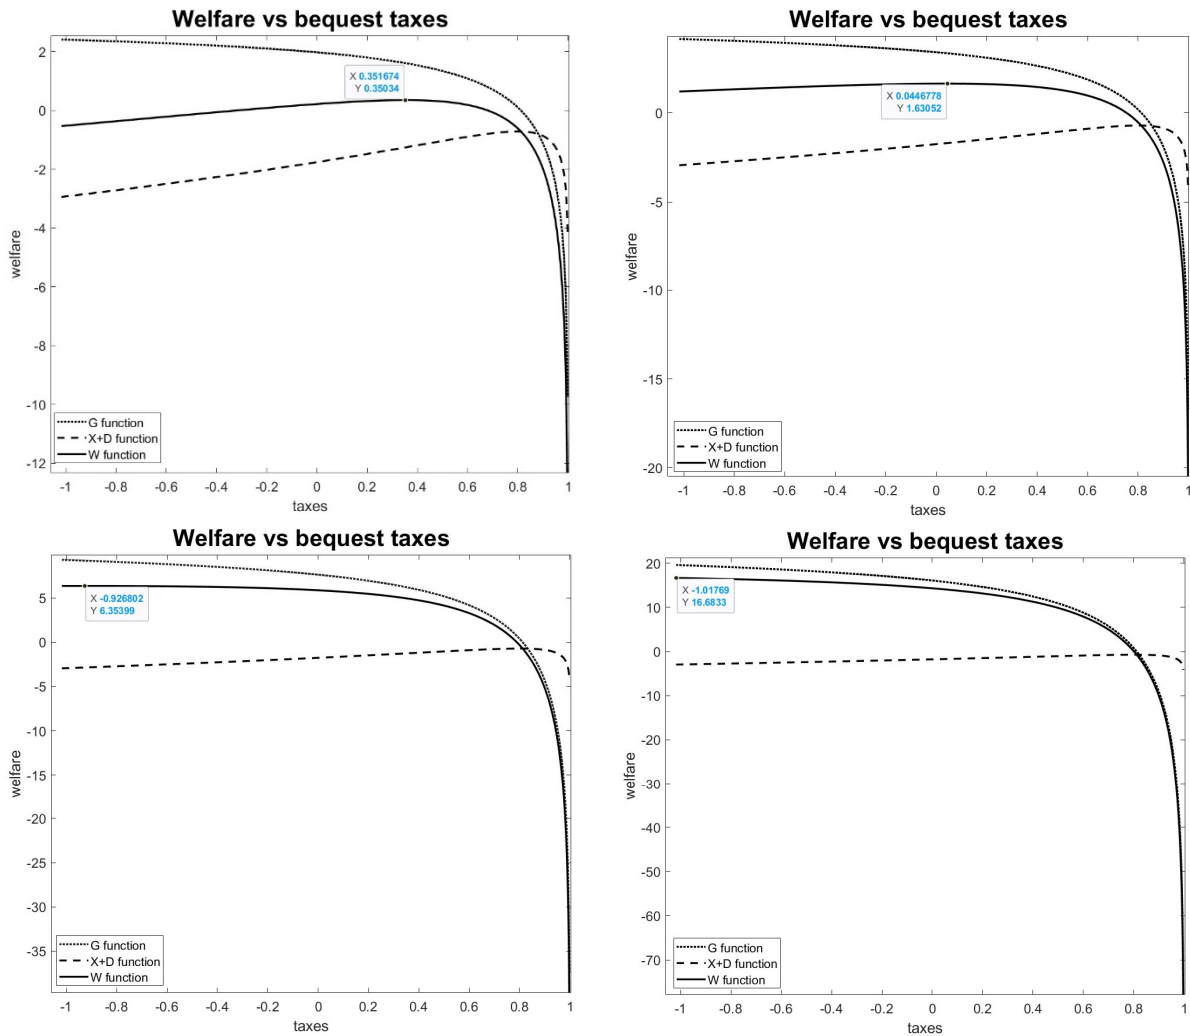 Welfare vs bequest taxes
2
0
-2
-4
-6
-8
-10
-12
welfare
X 0.351674
Y 0.35034
G function
X+D function
W function
-1 -0.8 -0.6 -0.4 -0.2 0 0.2 0.4 0.6 0.8 1
taxes
Welfare vs bequest taxes
0
-5
-10
-15
-20
welfare
X 0.0446778
Y 1.63052
G function
X+D function
W function
-1 -0.8 -0.6 -0.4 -0.2 0 0.2 0.4 0.6 0.8 1
taxes
Welfare vs bequest taxes
5
0
-5
-10
-15
-20
-25
-30
-35
welfare
X -0.926802
Y 6.35399
G function
X+D function
W function
-1 -0.8 -0.6 -0.4 -0.2 0 0.2 0.4 0.6 0.8 1
taxes
Welfare vs bequest taxes
20
10
0
-10
-20
-30
-40
-50
-60
-70
welfare
X -1.01769
Y 16.6833
G function
X+D function
W function
-1 -0.8 -0.6 -0.4 -0.2 0 0.2 0.4 0.6 0.8 1
taxes